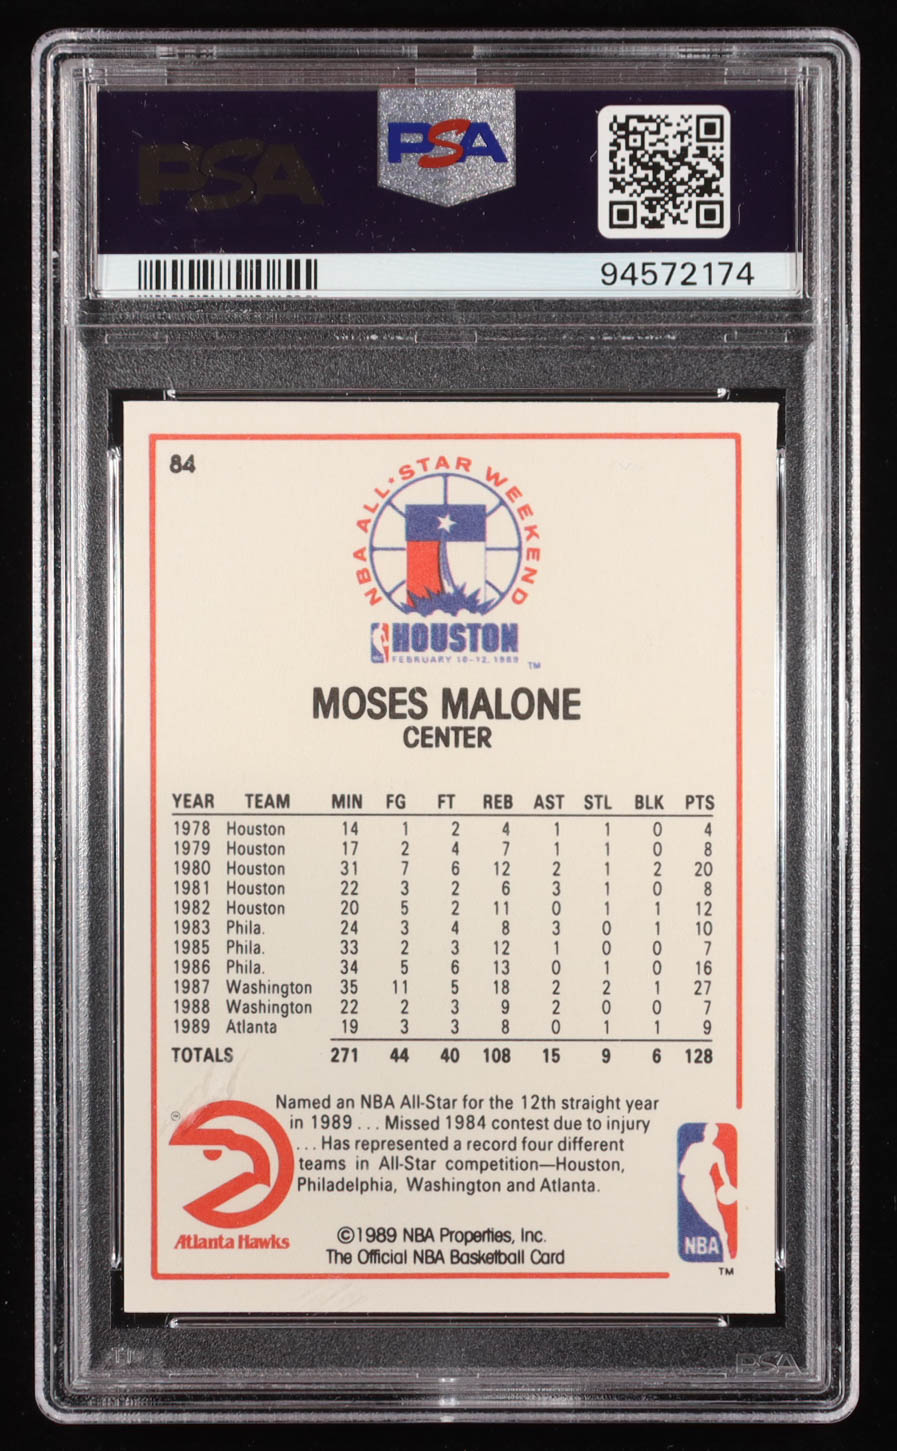 PSA
PSA
94572174
84
NBA ALL★STAR WEEKEND
HOUSTON
FEBRUARY 10-12, 1989
TM
MOSES MALONE
CENTER
YEAR TEAM MIN FG FT REB AST STL BLK PTS
1978 Houston 14 1 2 4 1 1 0 4
1979 Houston 17 2 4 7 1 1 0 8
1980 Houston 31 7 6 12 2 1 2 20
1981 Houston 22 3 2 6 3 1 0 8
1982 Houston 20 5 2 11 0 1 1 12
1983 Phila. 24 3 4 8 3 0 1 10
1985 Phila. 33 2 3 12 1 0 0 7
1986 Phila. 34 5 6 13 0 1 0 16
1987 Washington 35 11 5 18 2 2 1 27
1988 Washington 22 2 3 9 2 0 0 7
1989 Atlanta 19 3 3 8 0 1 1 9
TOTALS 271 44 40 108 15 9 6 128
Named an NBA All-Star for the 12th straight year
in 1989 . . . Missed 1984 contest due to injury
. . . Has represented a record four different
teams in All-Star competition—Houston,
Philadelphia, Washington and Atlanta.
Atlanta Hawks
©1989 NBA Properties, Inc.
The Official NBA Basketball Card
NBA
TM
PSA